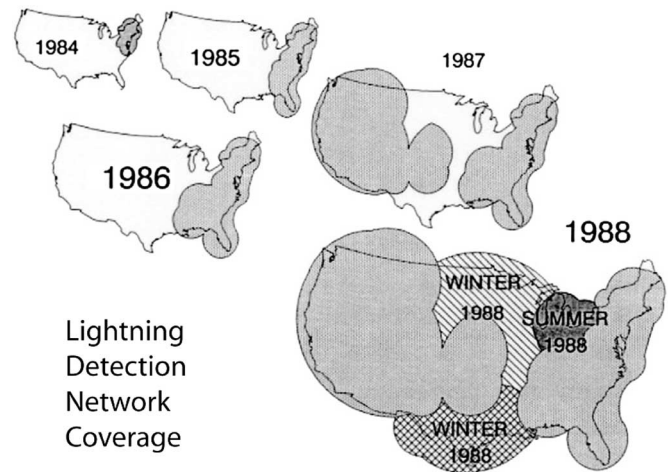 1984
1985
1987
1986
1988
WINTER
1988
SUMMER
1988
WINTER
1988
Lightning
Detection
Network
Coverage